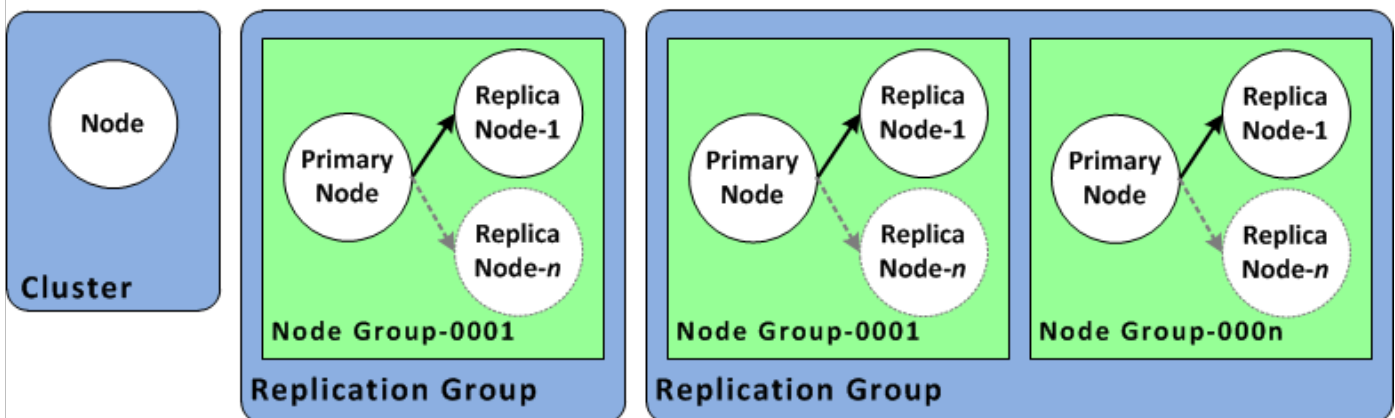 Node
Cluster
Primary
Node
Replica
Node-1
Replica
Node-n
Node Group-0001
Replication Group
Primary
Node
Replica
Node-1
Replica
Node-n
Node Group-0001
Primary
Node
Replica
Node-1
Replica
Node-n
Node Group-000n
Replication Group